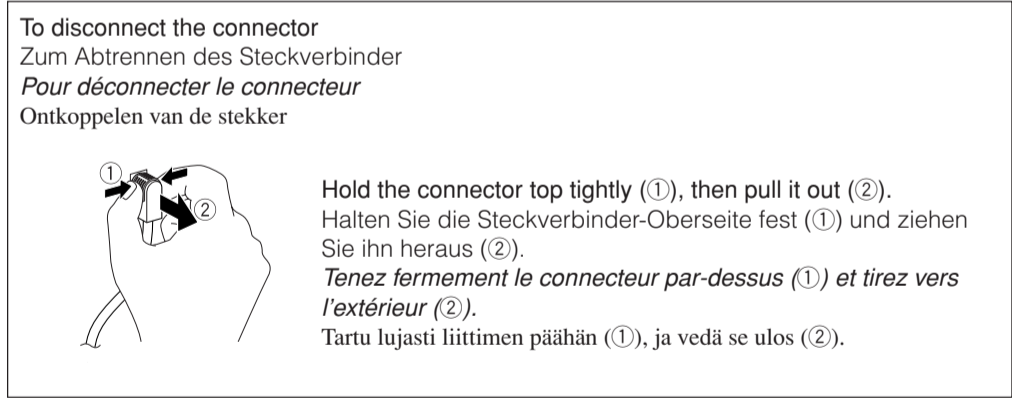 To disconnect the connector
Zum Abtrennen des Steckverbinder
Pour déconnecter le connecteur
Ontkoppelen van de stekker
①
②
Hold the connector top tightly (①), then pull it out (②).
Halten Sie die Steckverbinder-Oberseite fest (①) und ziehen
Sie ihn heraus (②).
Tenez fermement le connecteur par-dessus (①) et tirez vers
l'extérieur (②).
Tartu lujasti liittimen päähän (①), ja vedä se ulos (②).